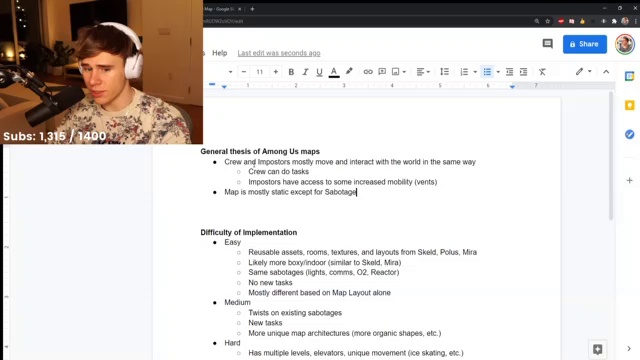 Map - Google D
Help
Last edit was seconds ago
Share
11
B I U A
Subs: 1,315 / 1400
General thesis of Among Us maps
Crew and Impostors mostly move and interact with the world in the same way
Crew can do tasks
Impostors have access to some increased mobility (vents)
Map is mostly static except for Sabotage
Difficulty of Implementation
Easy
Reusable assets, rooms, textures, and layouts from Skeld, Polus, Mira
Likely more boxy/indoor (similar to Skeld, Mira)
Same sabotages (lights, comms, O2, Reactor)
No new tasks
Mostly different based on Map Layout alone
Medium
Twists on existing sabotages
New tasks
More unique map architectures (more organic shapes, etc.)
Hard
Has multiple levels, elevators, unique movement (ice skating, etc.)